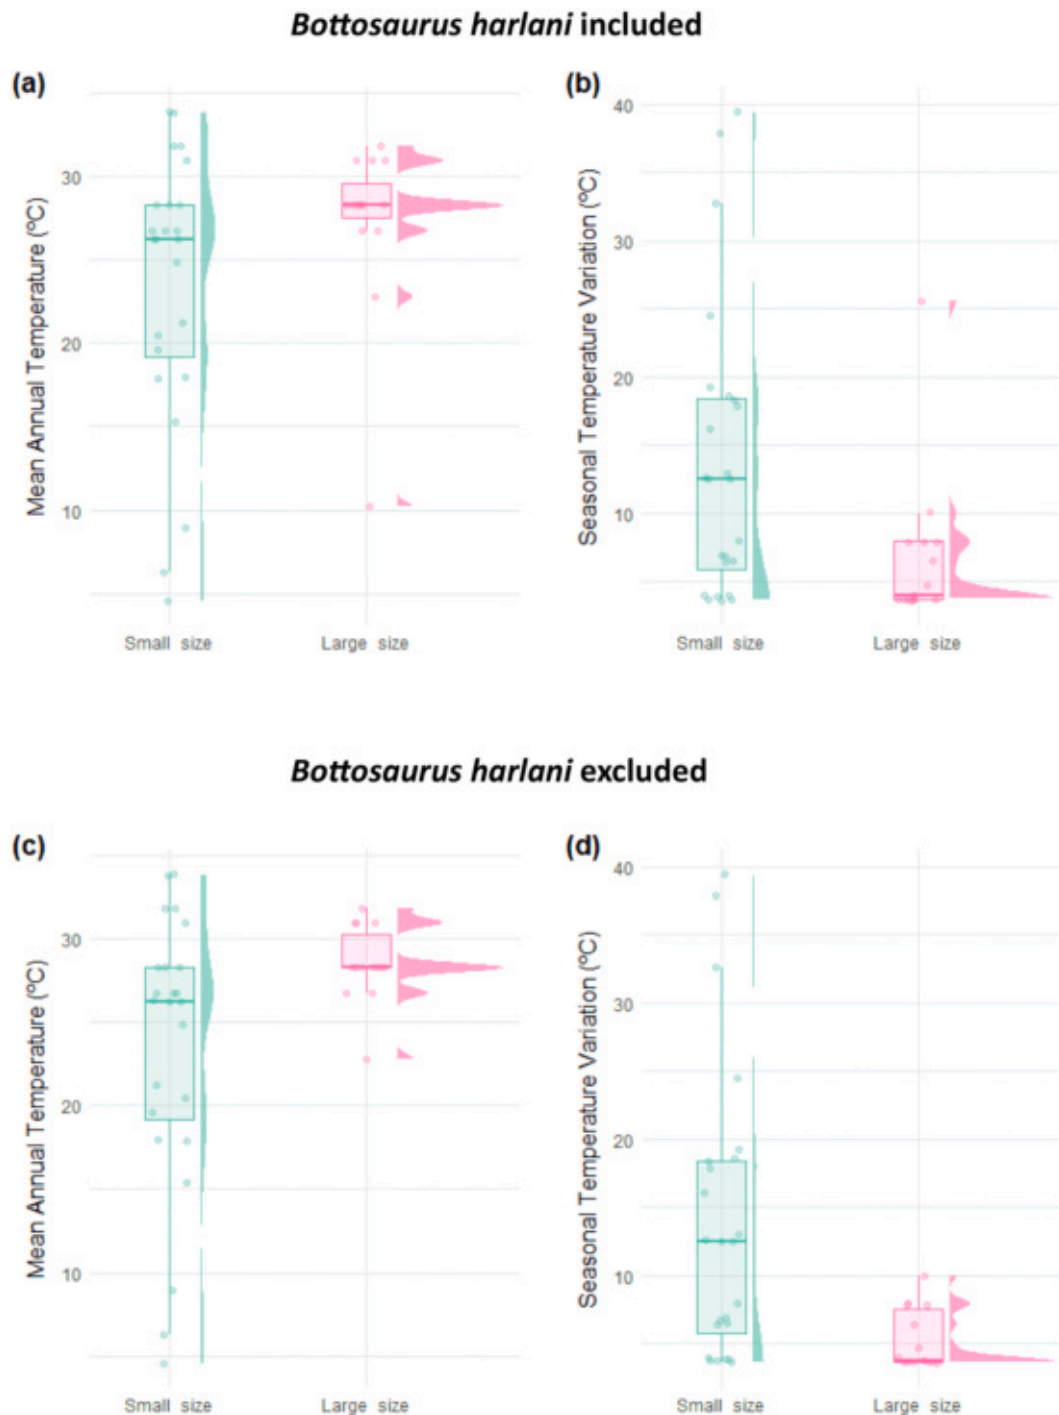 Bottosaurus harlani included
(a)
Mean Annual Temperature (ºC)
30
20
10
Small size
Large size
(b)
Seasonal Temperature Variation (ºC)
40
30
20
10
Small size
Large size
Bottosaurus harlani excluded
(c)
Mean Annual Temperature (ºC)
30
20
10
Small size
Large size
(d)
Seasonal Temperature Variation (ºC)
40
30
20
10
Small size
Large size